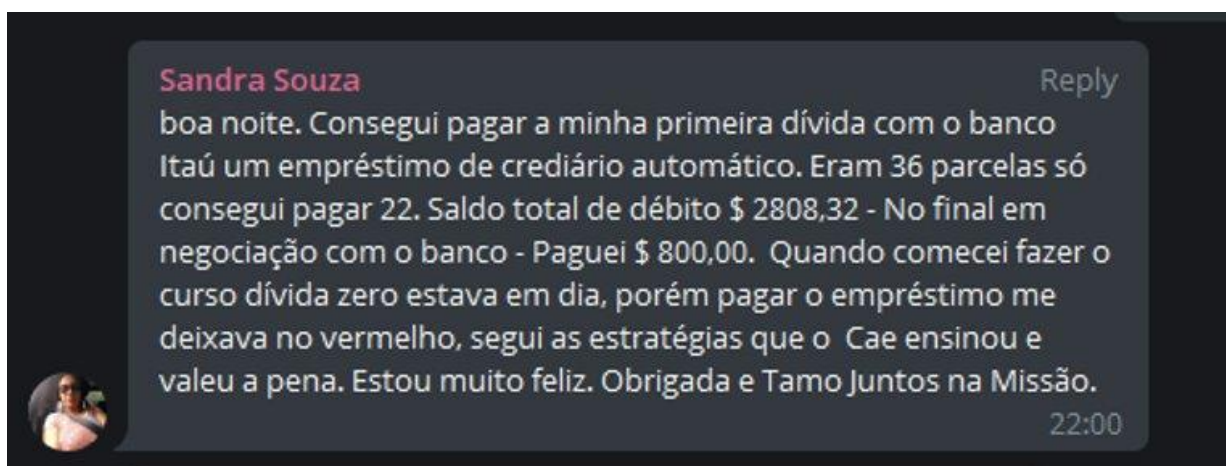 Sandra Souza Reply
boa noite. Consegui pagar a minha primeira dívida com o banco
Itaú um empréstimo de crediário automático. Eram 36 parcelas só
consegui pagar 22. Saldo total de débito $ 2808,32 - No final em
negociação com o banco - Paguei $ 800,00.  Quando comecei fazer o
curso dívida zero estava em dia, porém pagar o empréstimo me
deixava no vermelho, segui as estratégias que o  Cae ensinou e
valeu a pena. Estou muito feliz. Obrigada e Tamo Juntos na Missão.
22:00